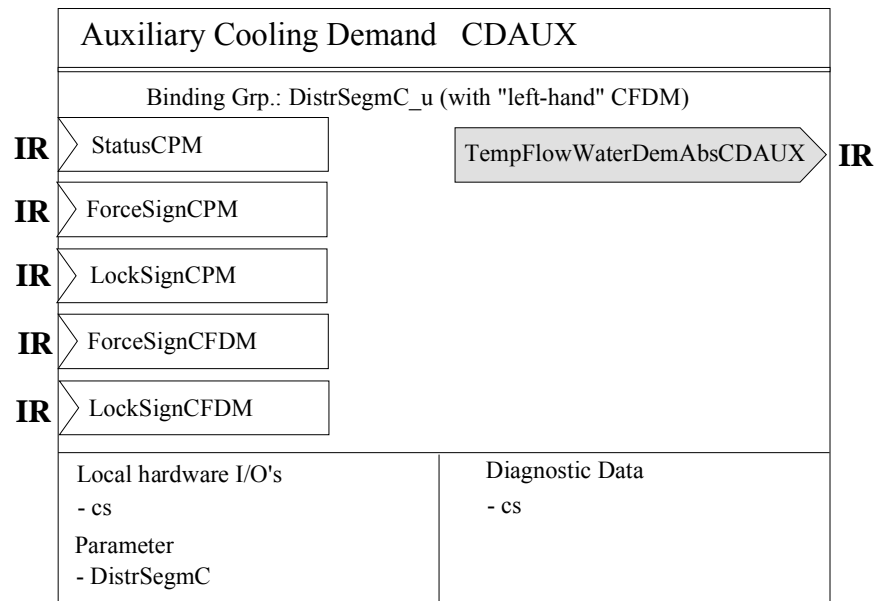 Auxiliary Cooling Demand CDAUX
Binding Grp.: DistrSegmC_u (with "left-hand" CFDM)
IR StatusCPM TempFlowWaterDemAbsCDAUX IR
IR ForceSignCPM
IR LockSignCPM
IR ForceSignCFDM
IR LockSignCFDM
Local hardware I/O's
- cs
Parameter
- DistrSegmC
Diagnostic Data
- cs